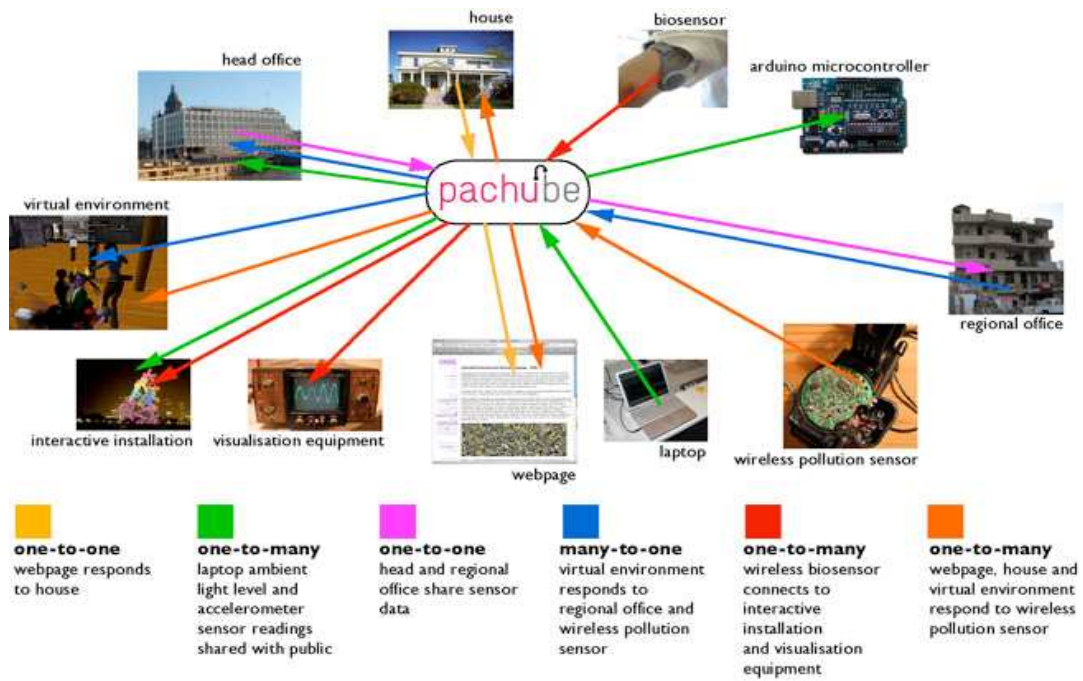 house
biosensor
head office
arduino microcontroller
pachube
virtual environment
regional office
interactive installation
visualisation equipment
laptop
wireless pollution sensor
webpage
one-to-one
webpage responds
to house
one-to-many
laptop ambient
light level and
accelerometer
sensor readings
shared with public
one-to-one
head and regional
office share sensor
data
many-to-one
virtual environment
responds to
regional office and
wireless pollution
sensor
one-to-many
wireless biosensor
connects to
interactive
installation
and visualisation
equipment
one-to-many
webpage, house and
virtual environment
respond to wireless
pollution sensor